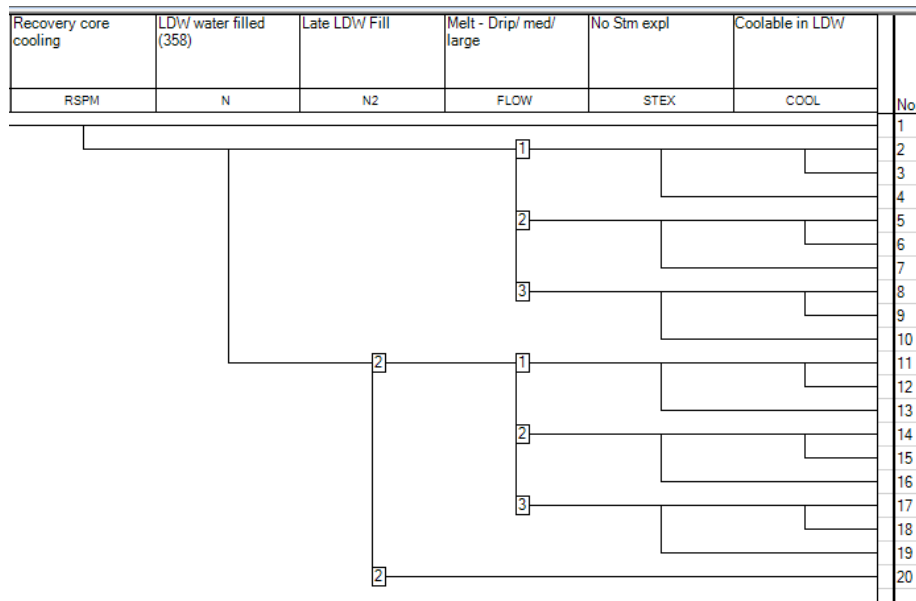 Recovery core
cooling
LDW water filled
(358)
Late LDW Fill
Melt - Drip/ med/
large
No Stm expl
Coolable in LDW
RSPM
N
N2
FLOW
STEX
COOL
No
1
1
2
3
4
2
5
6
7
3
8
9
10
2
1
11
12
13
2
14
15
16
3
17
18
19
2
20